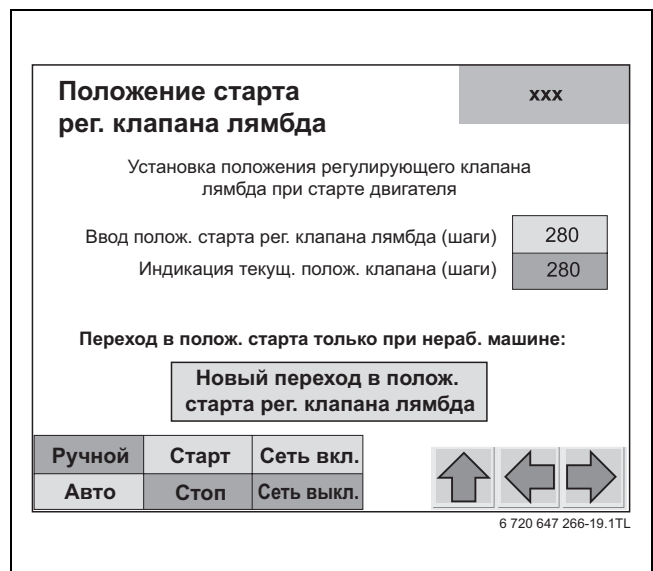 Положение старта
рег. клапана лямбда
xxx
Установка положения регулирующего клапана
лямбда при старте двигателя
Ввод полож. старта рег. клапана лямбда (шаги) 280
Индикация текущ. полож. клапана (шаги) 280
Переход в полож. старта только при нераб. машине:
Новый переход в полож.
старта рег. клапана лямбда
Ручной Старт Сеть вкл.
Авто Стоп Сеть выкл.
6 720 647 266-19.1TL